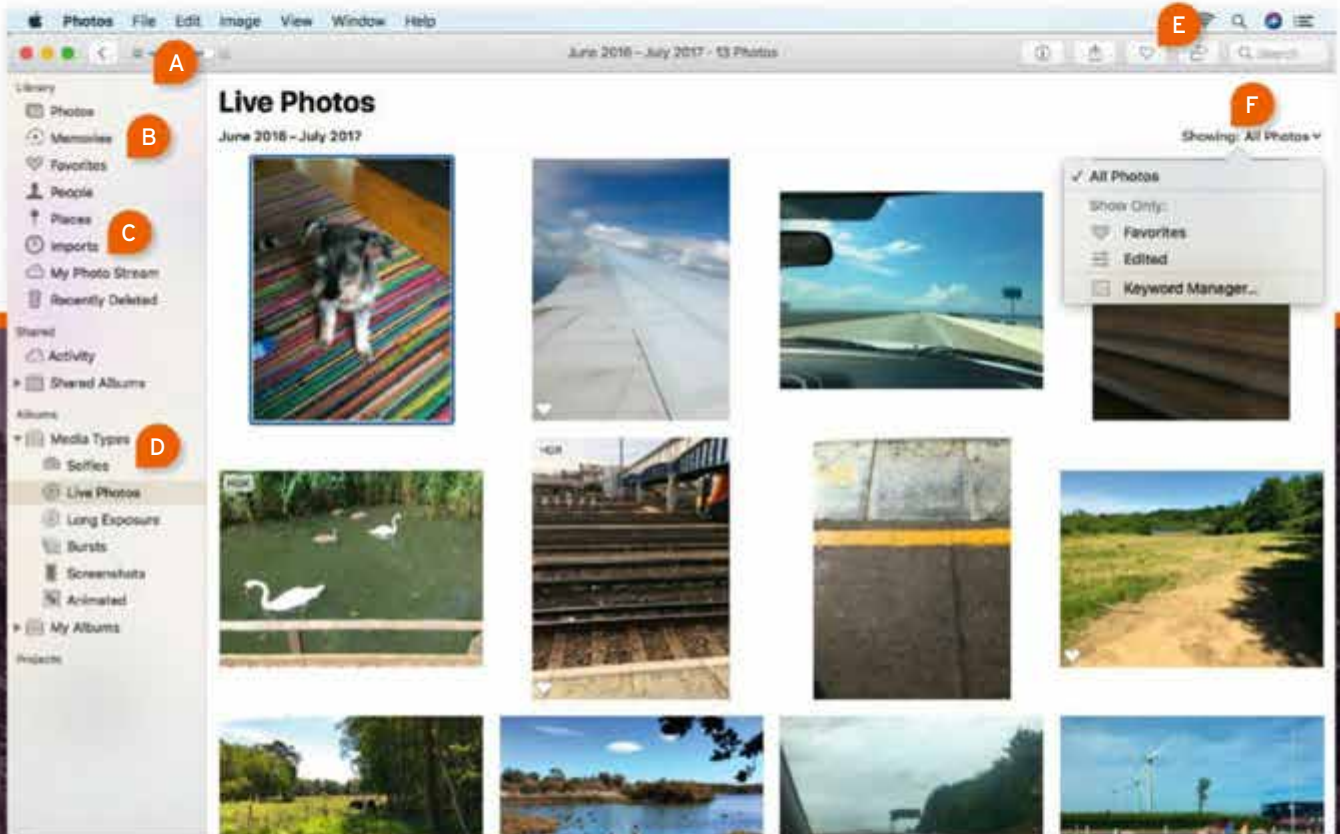 Photos File Edit Image View Window Help
E
A
June 2016 – July 2017 · 13 Photos
Search
Library
Photos
Memories
B
Favorites
People
Places
Imports
C
My Photo Stream
Recently Deleted
Shared
Activity
Shared Albums
Albums
Media Types
D
Selfies
Live Photos
Long Exposure
Bursts
Screenshots
Animated
My Albums
Projects
Live Photos
June 2016 – July 2017
F
Showing: All Photos
✓ All Photos
Show Only:
Favorites
Edited
Keyword Manager...
HDR
HDR